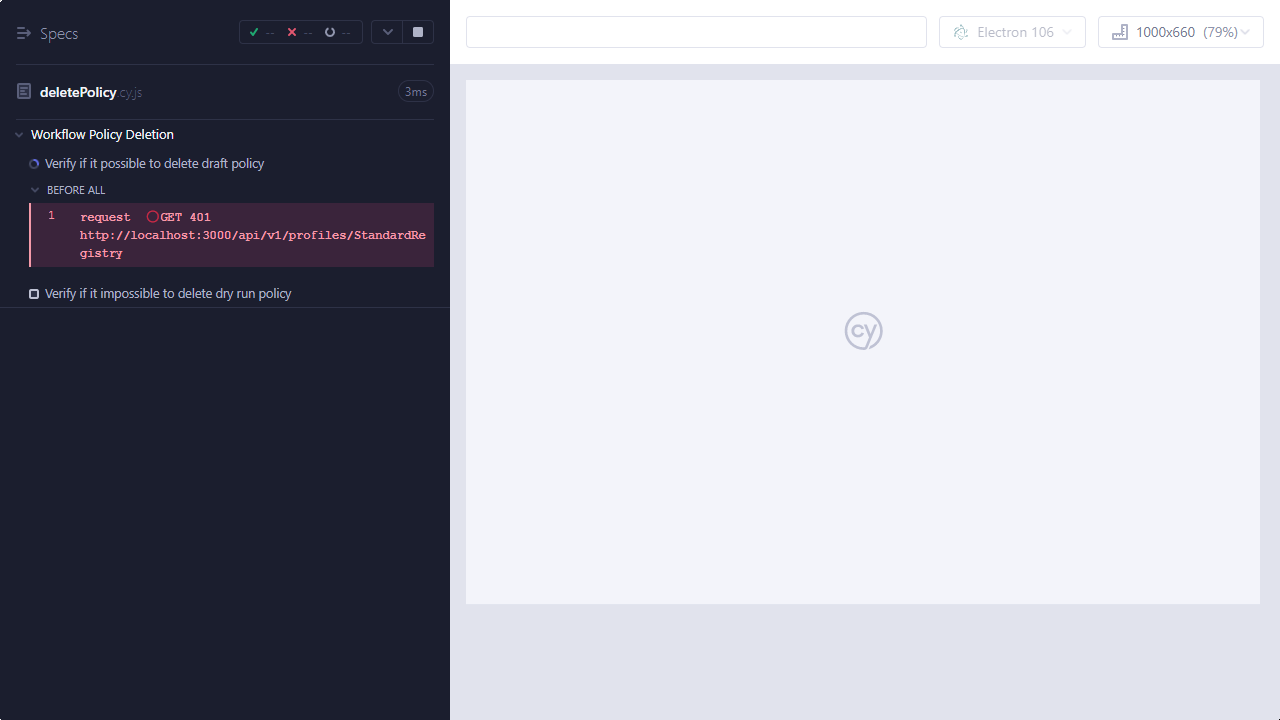 Specs
-- -- --
deletePolicy.cy.js
3ms
Workflow Policy Deletion
Verify if it possible to delete draft policy
BEFORE ALL
1 request GET 401
http://localhost:3000/api/v1/profiles/StandardRe
gistry
Verify if it impossible to delete dry run policy
Electron 106
1000x660 (79%)
cy